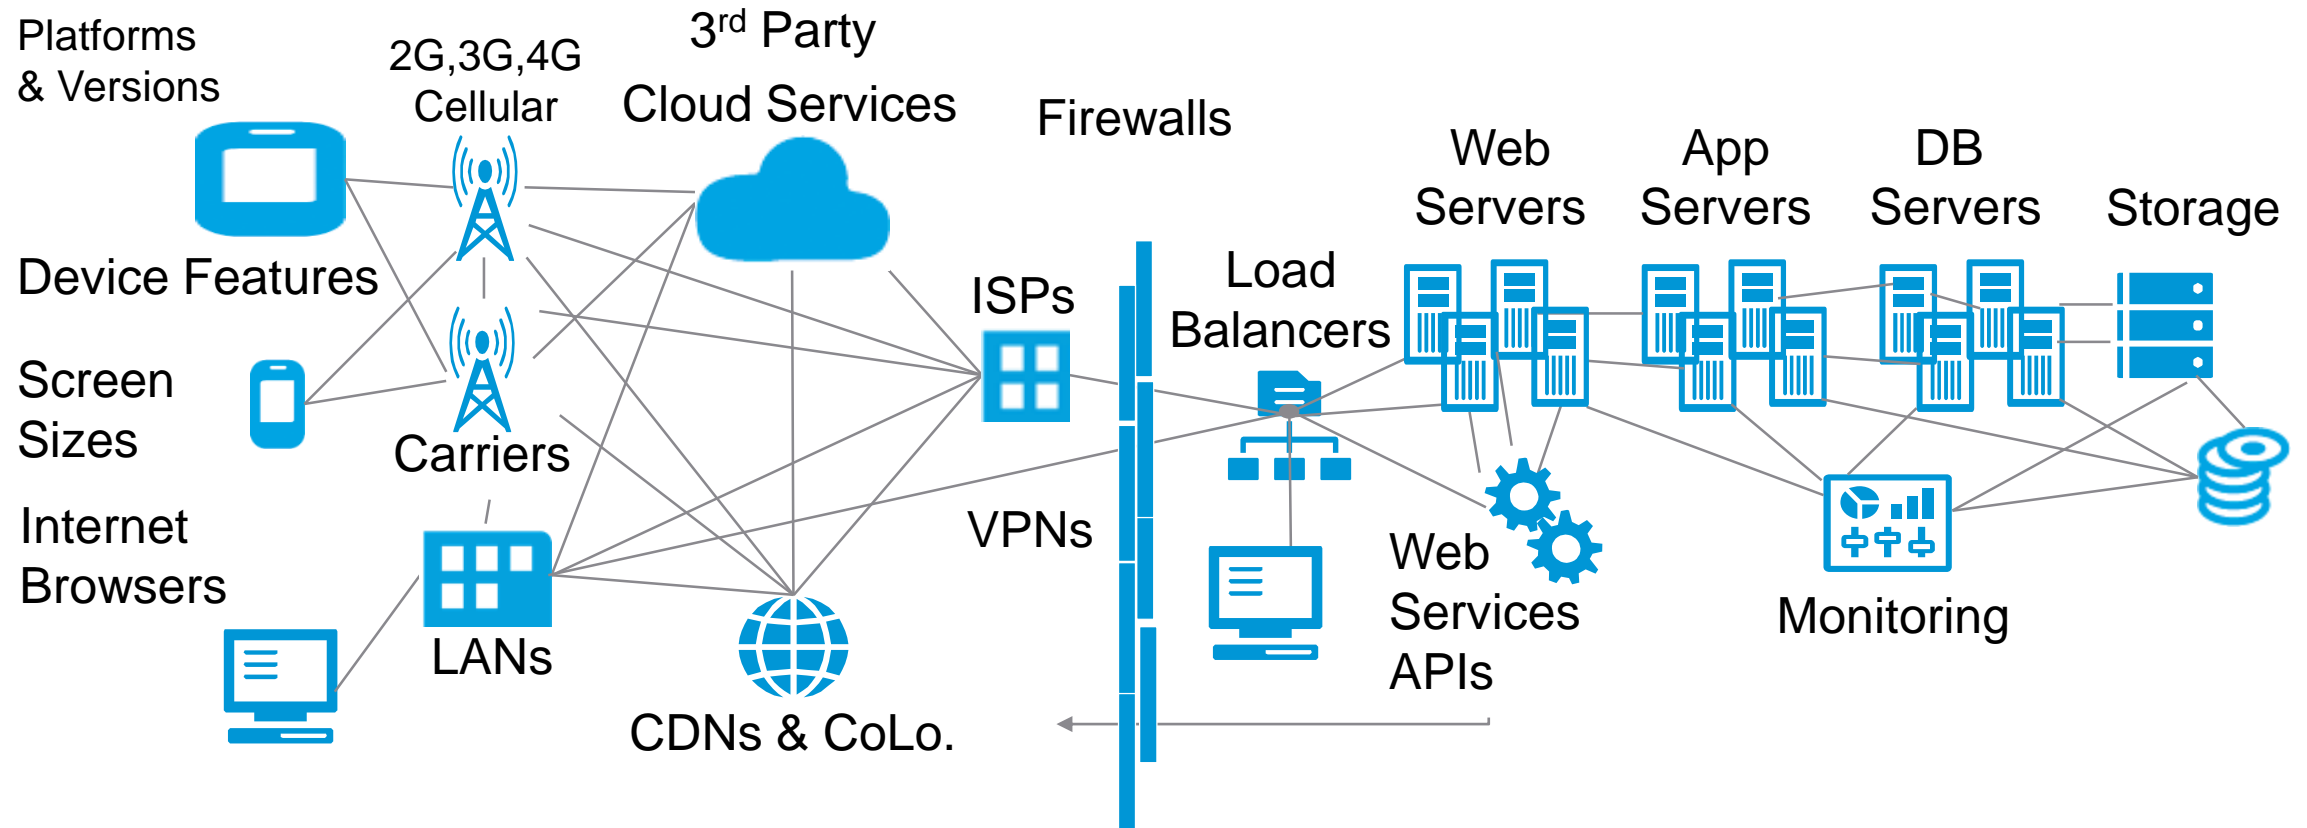 Platforms
& Versions
2G,3G,4G
Cellular
3rd Party
Cloud Services
Firewalls
Web
Servers
App
Servers
DB
Servers
Storage
Device Features
ISPs
Load
Balancers
Screen
Sizes
Carriers
Internet
Browsers
VPNs
Web
Services
APIs
Monitoring
LANs
CDNs & CoLo.